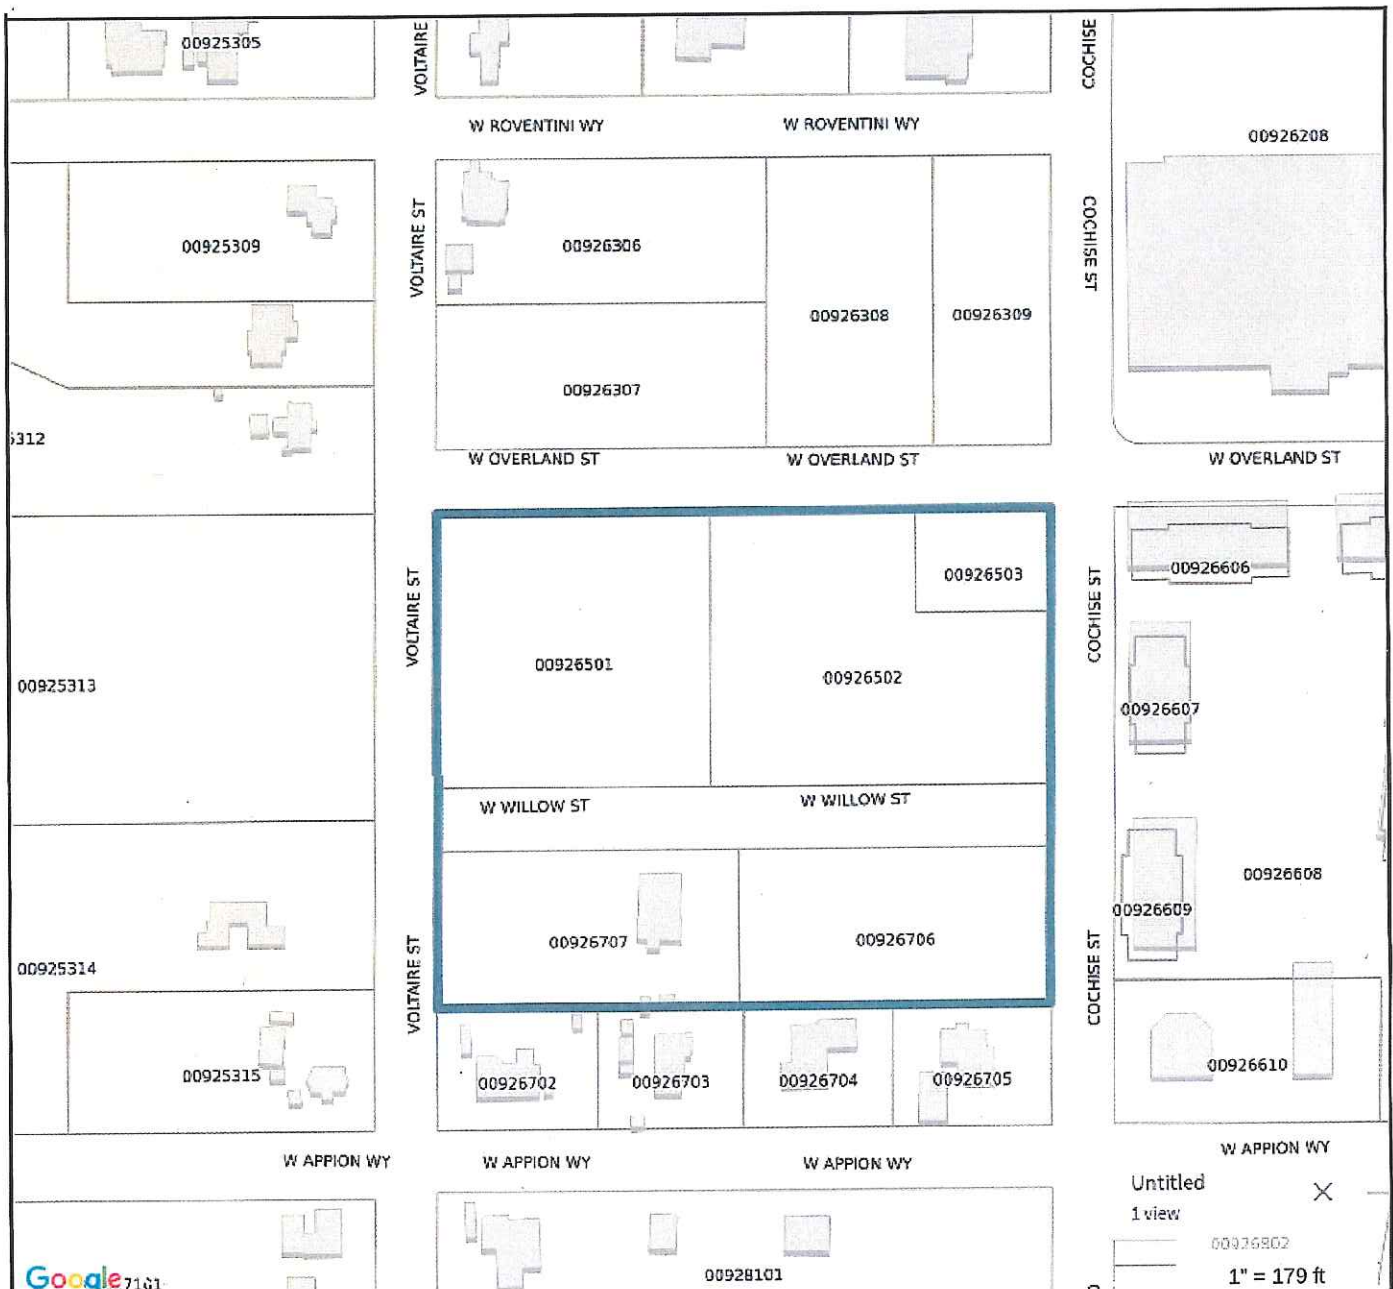 00925305
VOLTAIRE
COCHISE
W ROVENTINI WY
W ROVENTINI WY
00926208
00925309
VOLTAIRE ST
00926306
COCHISE ST
00926308
00926309
00926307
5312
W OVERLAND ST
W OVERLAND ST
W OVERLAND ST
00926606
00926503
VOLTAIRE ST
COCHISE ST
00926501
00926502
00925313
00926607
W WILLOW ST
W WILLOW ST
00926608
00926609
00926707
00926706
00925314
VOLTAIRE ST
COCHISE ST
00926610
00925315
00926702
00926703
00926704
00926705
W APPION WY
W APPION WY
W APPION WY
W APPION WY
Untitled
1 view
00926802
00928101
1" = 179 ft
Google
7101